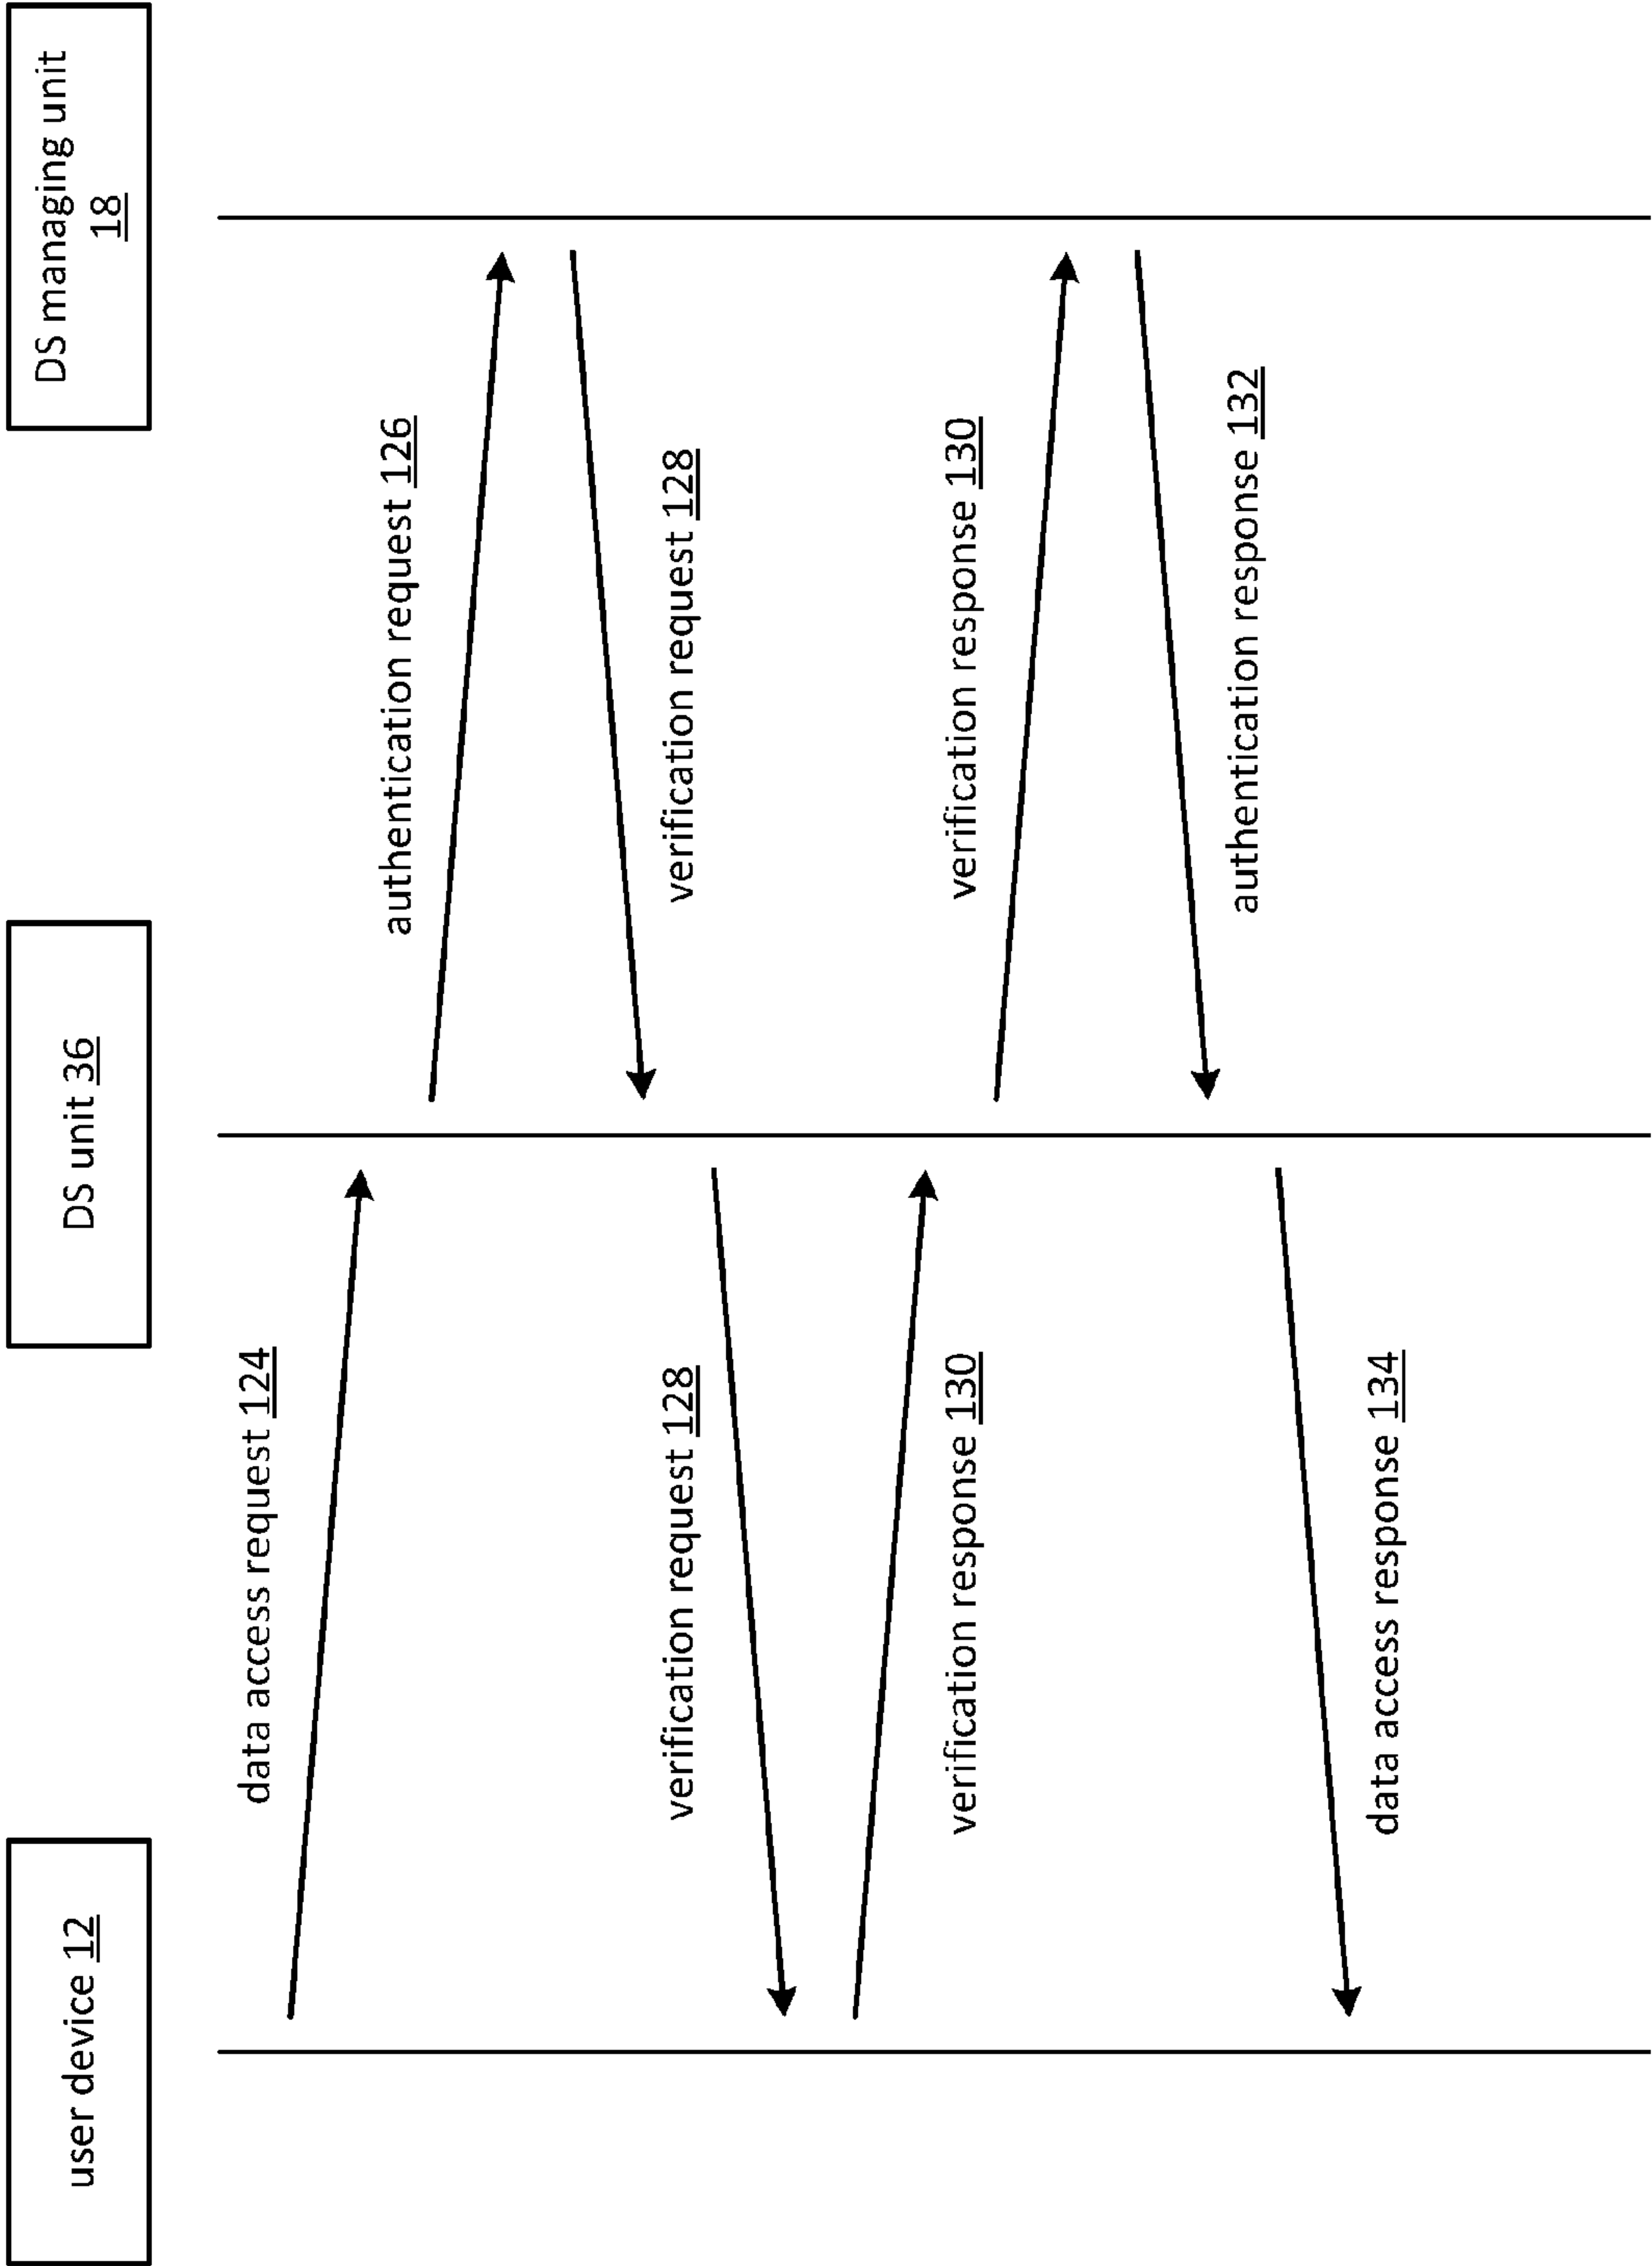 user device 12
DS unit 36
DS managing unit
18
data access request 124
authentication request 126
verification request 128
verification request 128
verification response 130
verification response 130
authentication response 132
data access response 134